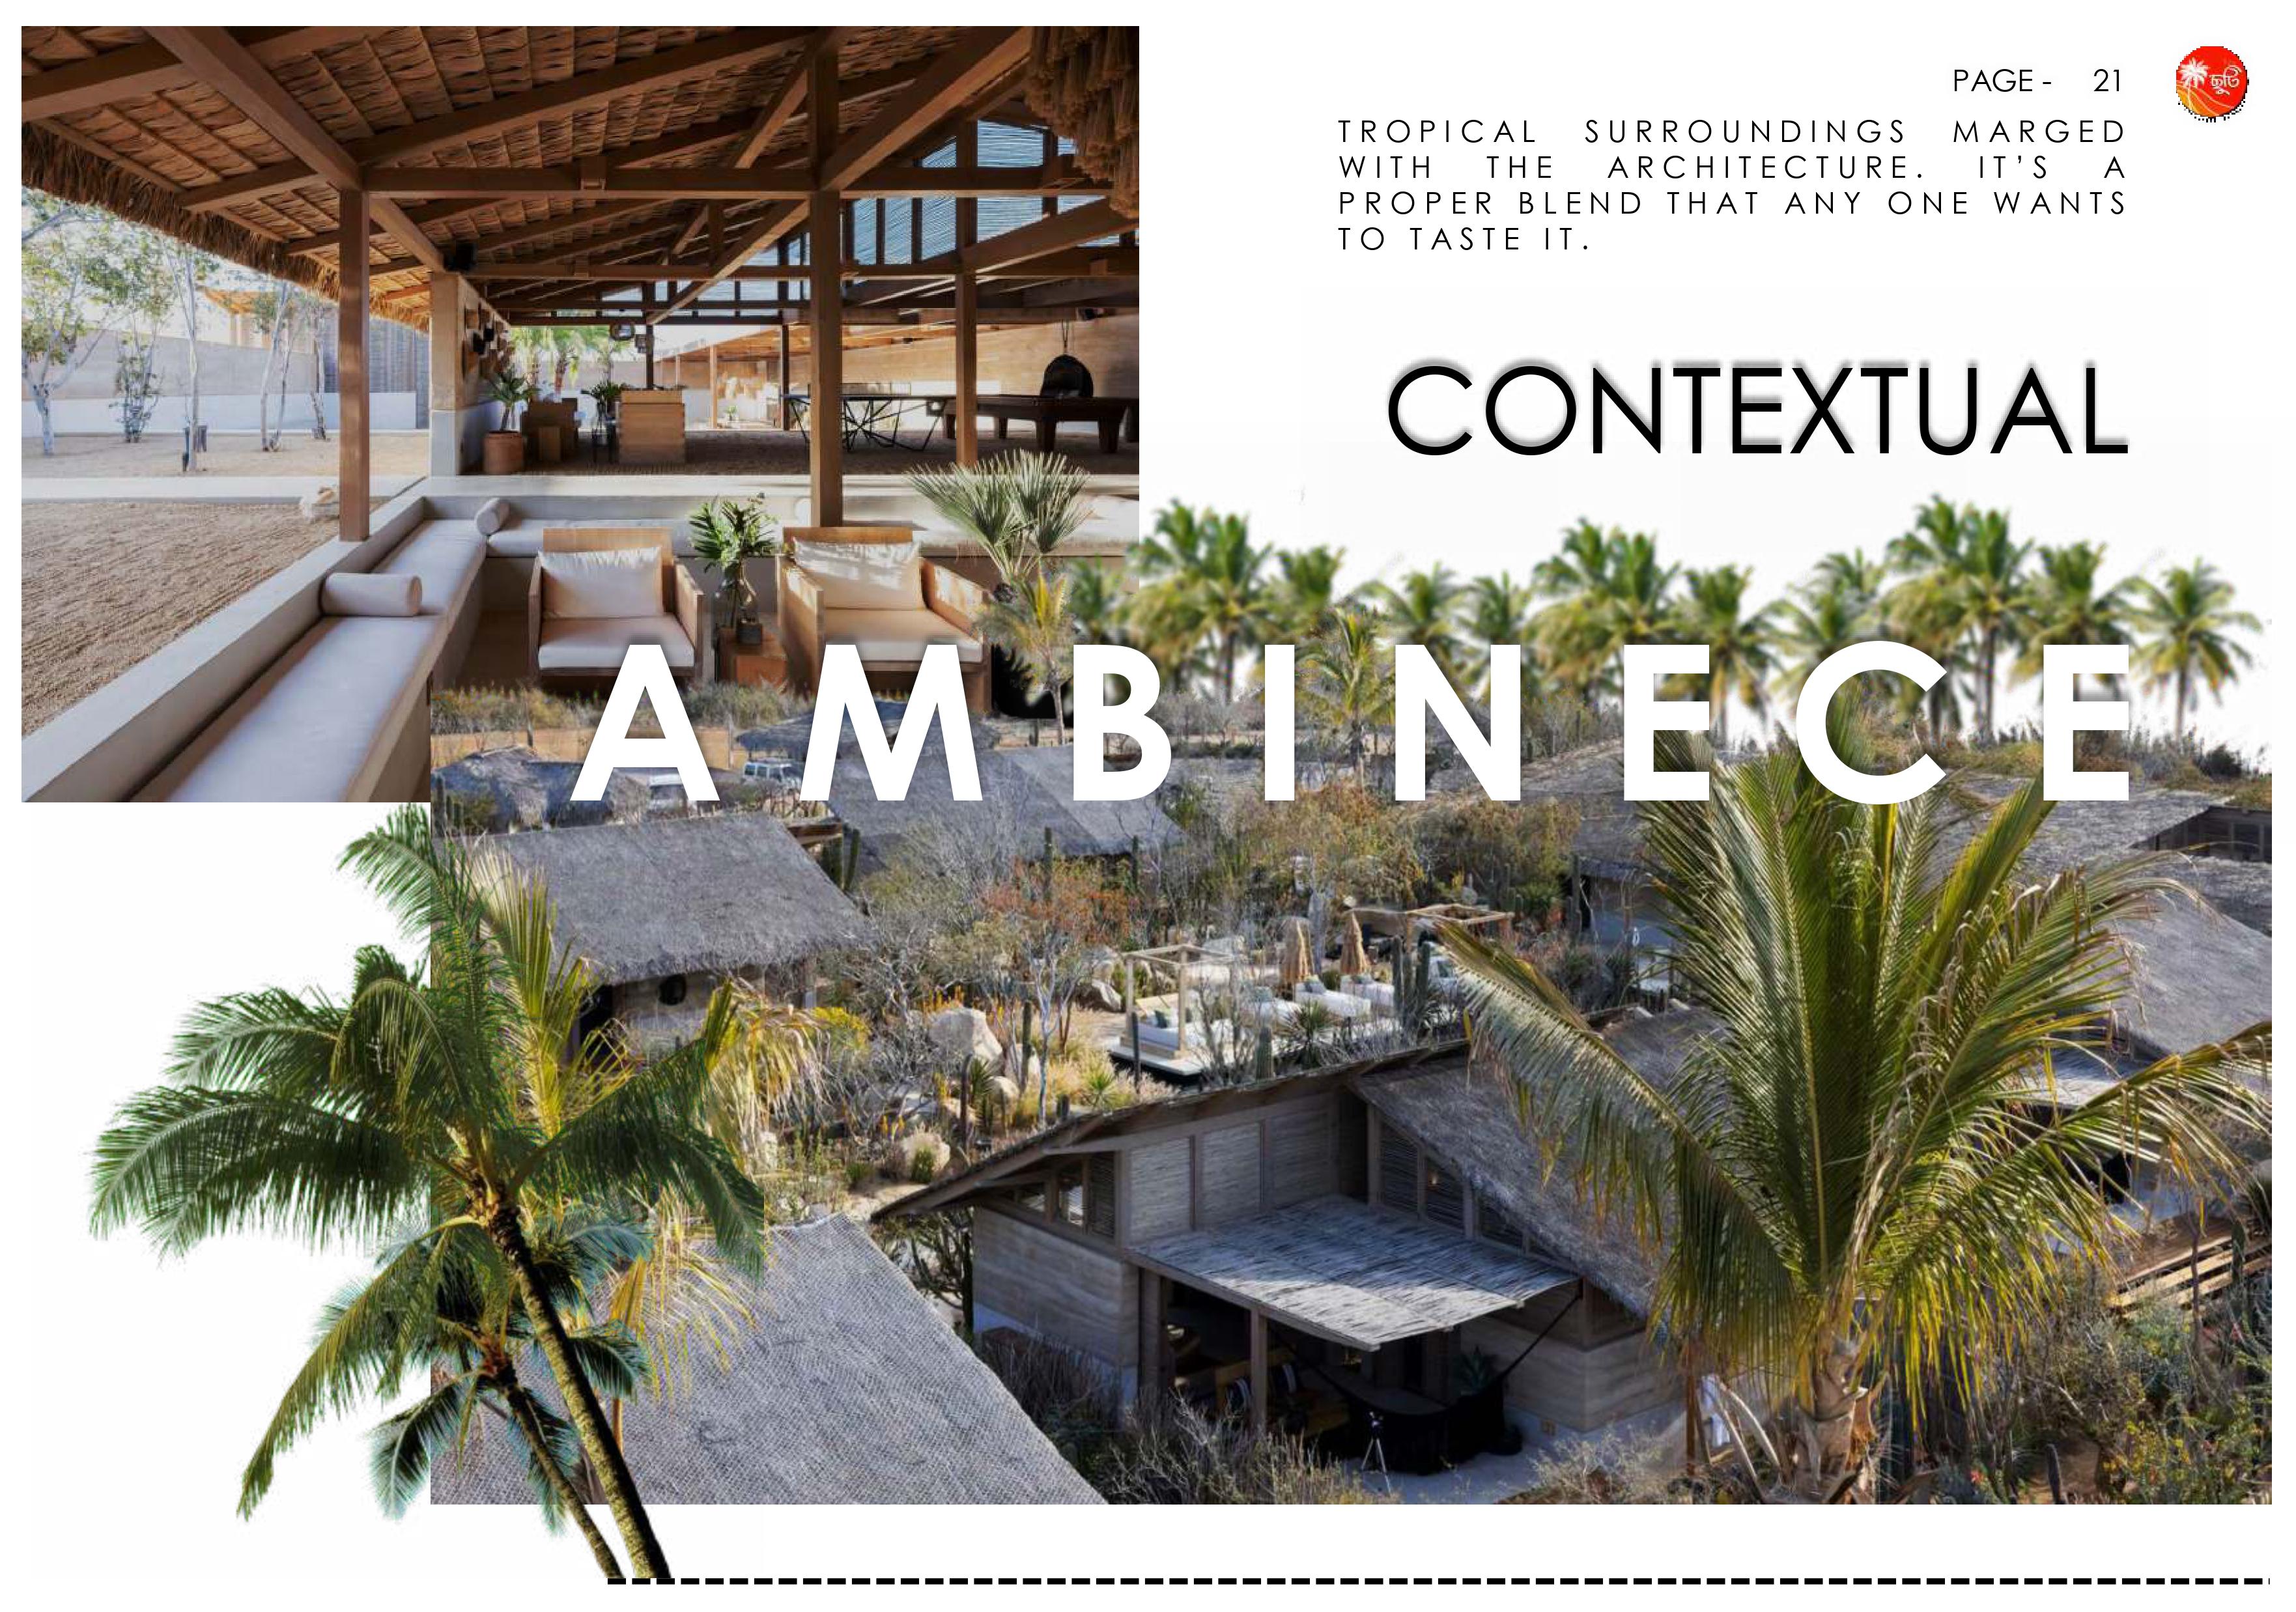 PAGE - 21
ছুটি
TROPICAL SURROUNDINGS MARGED
WITH THE ARCHITECTURE. IT’S A
PROPER BLEND THAT ANY ONE WANTS
TO TASTE IT.
CONTEXTUAL
AMBINECE